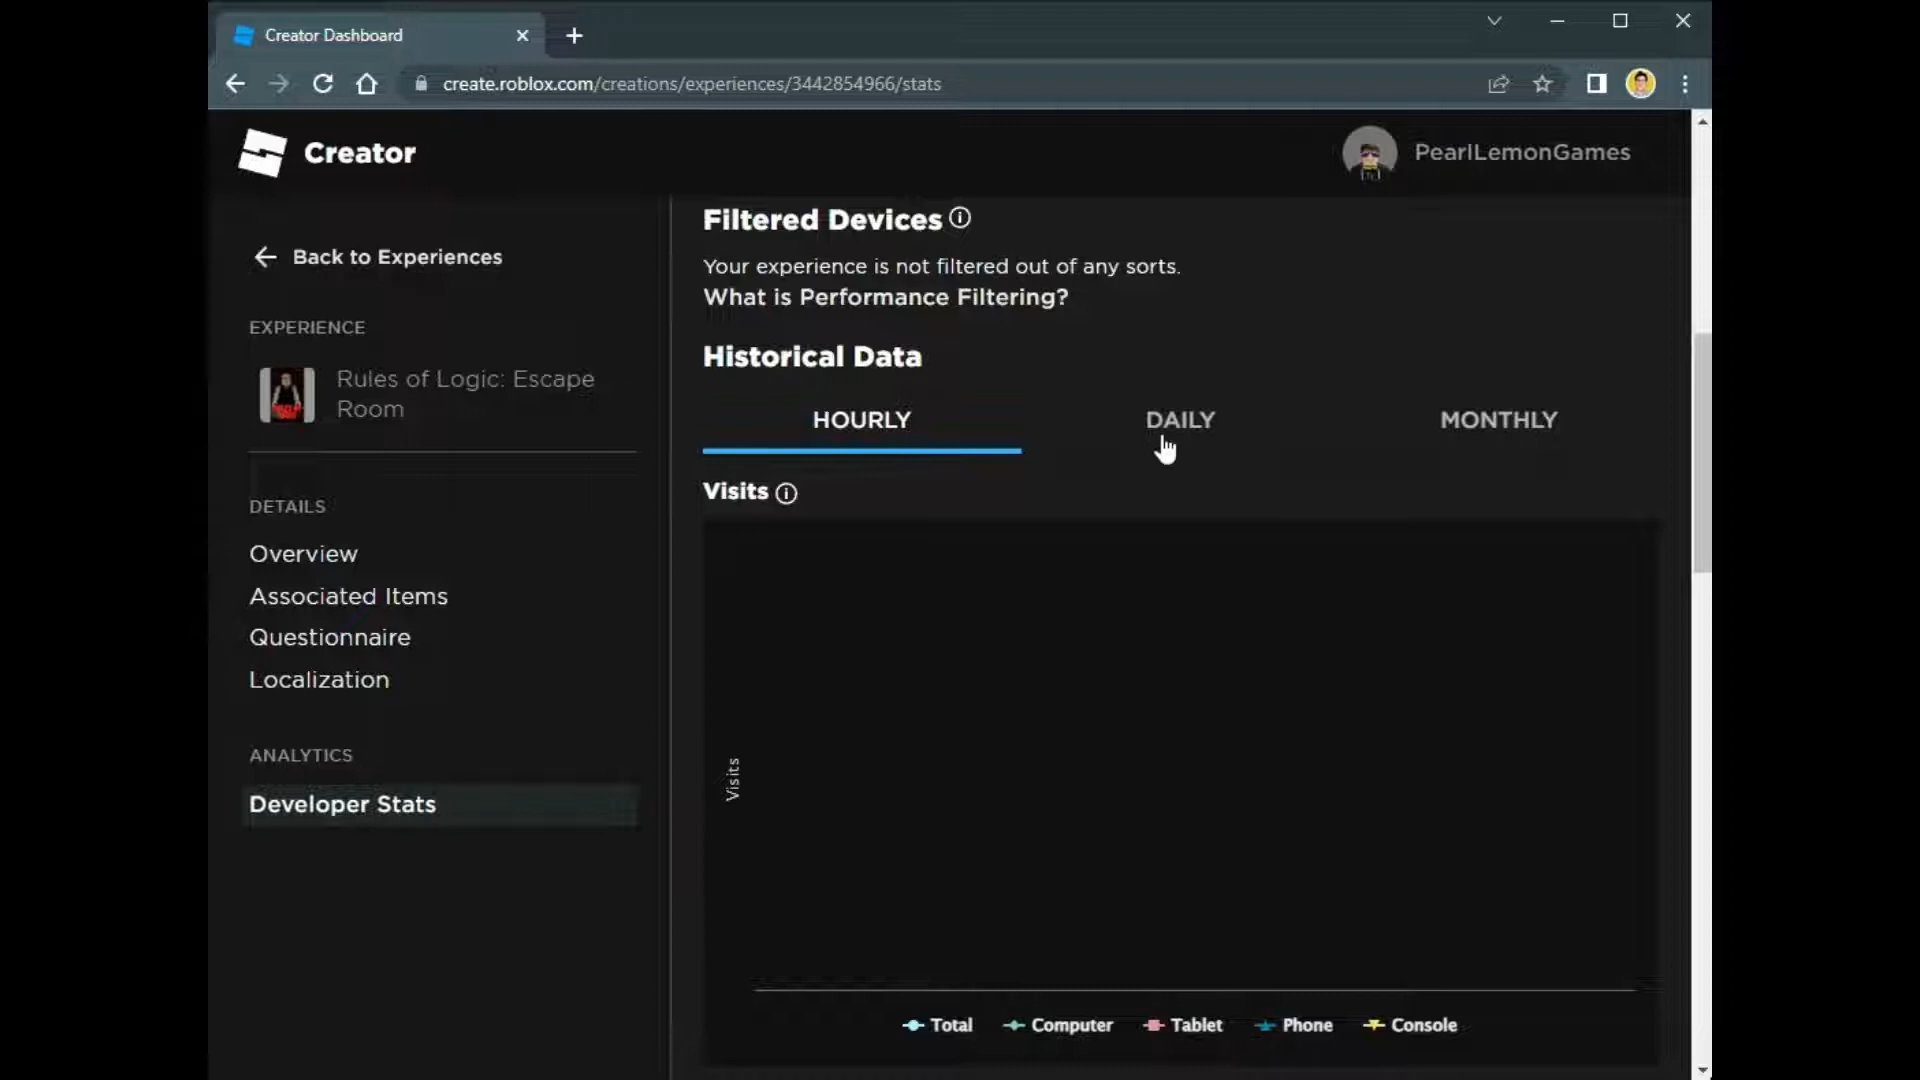 Creator Dashboard
create.roblox.com/creations/experiences/3442854966/stats
Creator
PearlLemonGames
Back to Experiences
EXPERIENCE
Rules of Logic: Escape
Room
DETAILS
Overview
Associated Items
Questionnaire
Localization
ANALYTICS
Developer Stats
Filtered Devices
Your experience is not filtered out of any sorts.
What is Performance Filtering?
Historical Data
HOURLY DAILY MONTHLY
Visits
Visits
Total Computer Tablet Phone Console